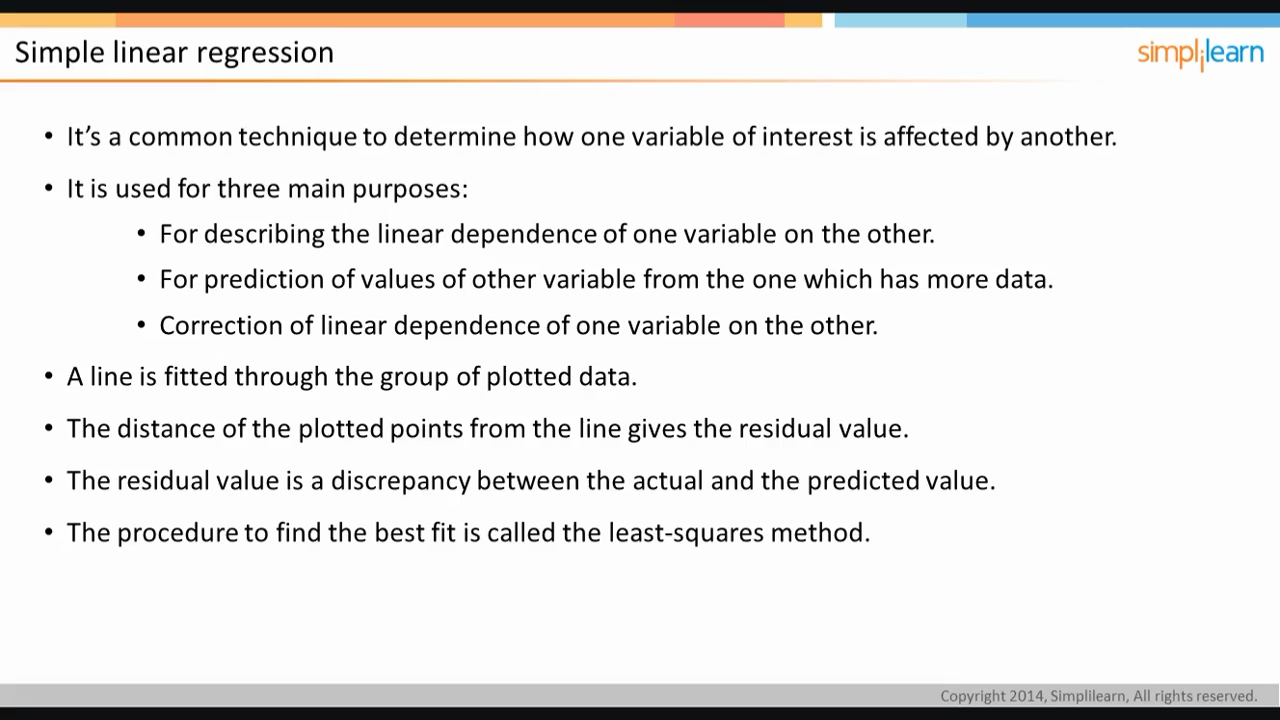 Simple linear regression
simplilearn
• It's a common technique to determine how one variable of interest is affected by another.
• It is used for three main purposes:
• For describing the linear dependence of one variable on the other.
• For prediction of values of other variable from the one which has more data.
• Correction of linear dependence of one variable on the other.
• A line is fitted through the group of plotted data.
• The distance of the plotted points from the line gives the residual value.
• The residual value is a discrepancy between the actual and the predicted value.
• The procedure to find the best fit is called the least-squares method.
Copyright 2014, Simplilearn, All rights reserved.